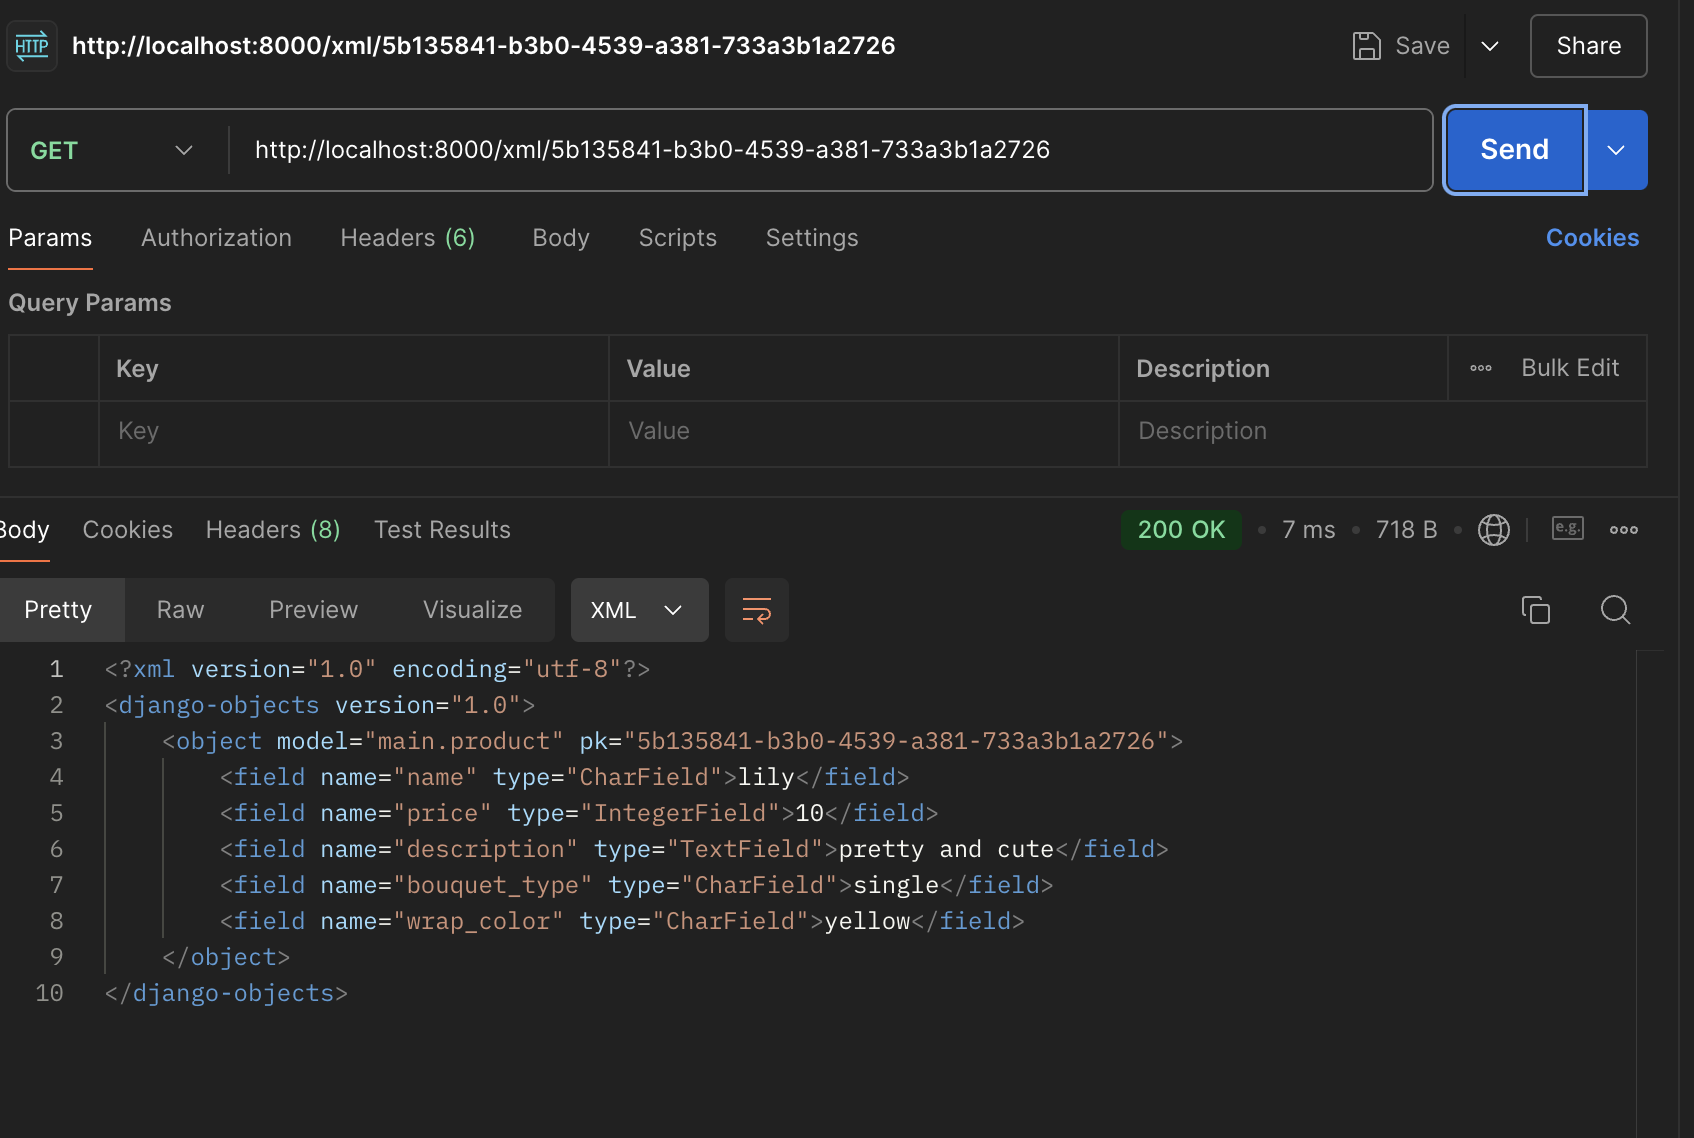 HTTP http://localhost:8000/xml/5b135841-b3b0-4539-a381-733a3b1a2726 Save Share
GET http://localhost:8000/xml/5b135841-b3b0-4539-a381-733a3b1a2726 Send
Params Authorization Headers (6) Body Scripts Settings Cookies
Query Params
Key Value Description Bulk Edit
Key Value Description
Body Cookies Headers (8) Test Results 200 OK 7 ms 718 B e.g.
Pretty Raw Preview Visualize XML
1 <?xml version="1.0" encoding="utf-8"?>
2 <django-objects version="1.0">
3 <object model="main.product" pk="5b135841-b3b0-4539-a381-733a3b1a2726">
4 <field name="name" type="CharField">lily</field>
5 <field name="price" type="IntegerField">10</field>
6 <field name="description" type="TextField">pretty and cute</field>
7 <field name="bouquet_type" type="CharField">single</field>
8 <field name="wrap_color" type="CharField">yellow</field>
9 </object>
10 </django-objects>